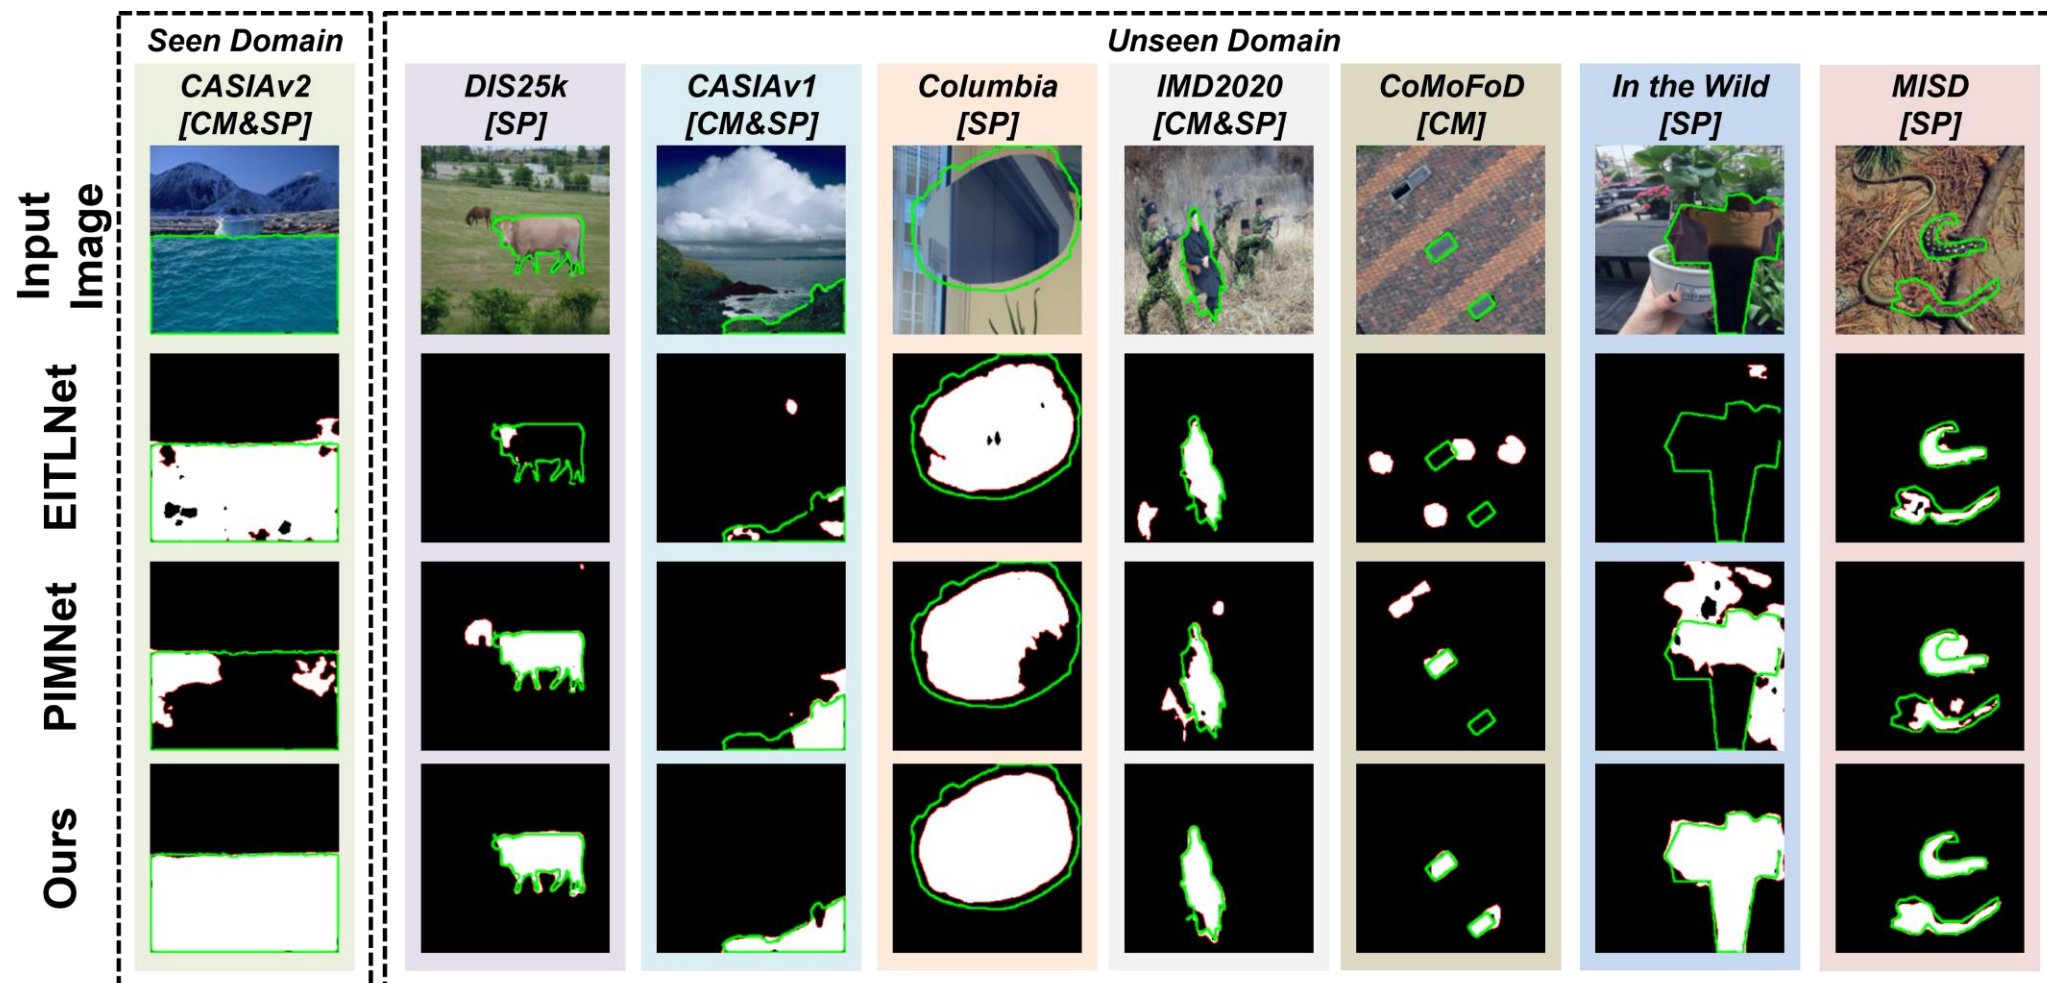 Seen Domain
Unseen Domain
CASIAv2
[CM&SP]
DIS25k
[SP]
CASIAv1
[CM&SP]
Columbia
[SP]
IMD2020
[CM&SP]
CoMoFoD
[CM]
In the Wild
[SP]
MISD
[SP]
Input
Image
EITLNet
PIMNet
Ours